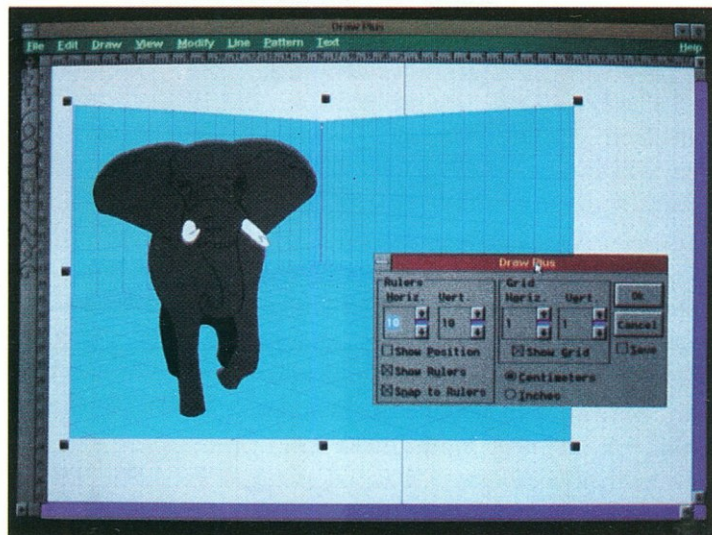 Draw Plus
File Edit Draw View Modify Line Pattern Text Help
Draw Plus
Rulers
Horiz. Vert.
10 10
Show Position
Show Rulers
Snap to Rulers
Grid
Horiz. Vert.
1 1
Show Grid
Centimeters
Inches
Ok
Cancel
Save